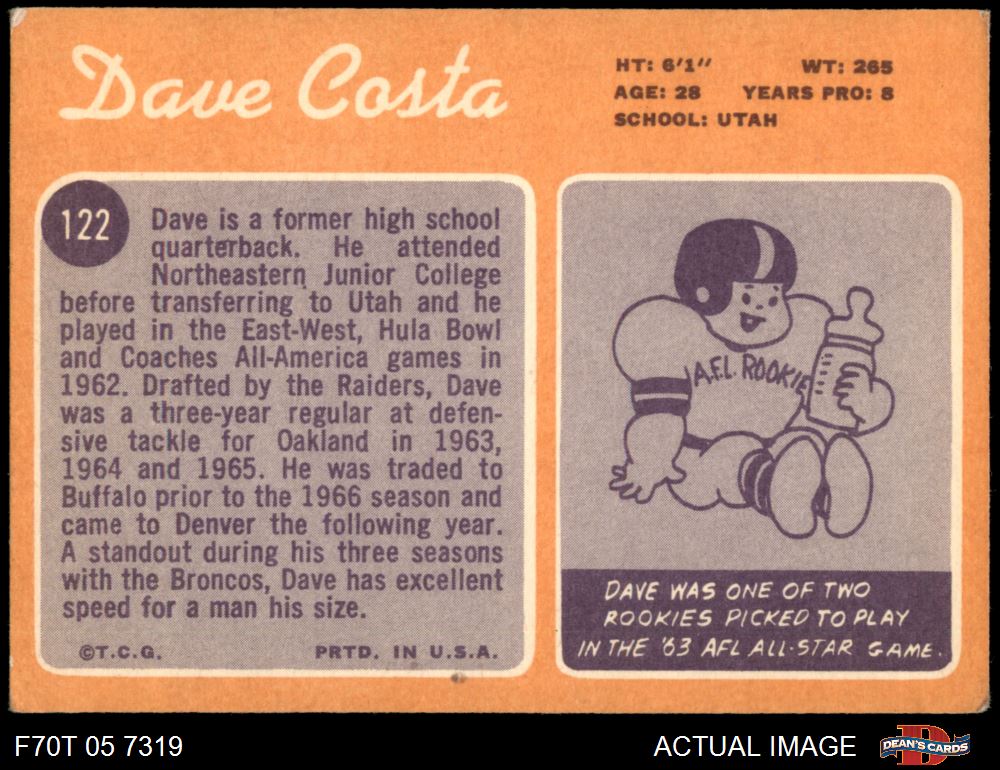 Dave Costa
HT: 6'1" WT: 265
AGE: 28 YEARS PRO: 8
SCHOOL: UTAH
122
Dave is a former high school
quarterback. He attended
Northeastern Junior College
before transferring to Utah and he
played in the East-West, Hula Bowl
and Coaches All-America games in
1962. Drafted by the Raiders, Dave
was a three-year regular at defen-
sive tackle for Oakland in 1963,
1964 and 1965. He was traded to
Buffalo prior to the 1966 season and
came to Denver the following year.
A standout during his three seasons
with the Broncos, Dave has excellent
speed for a man his size.
©T.C.G. PRTD. IN U.S.A.
A.F.L. ROOKIE
DAVE WAS ONE OF TWO
ROOKIES PICKED TO PLAY
IN THE '63 AFL ALL-STAR GAME.
F70T 05 7319
ACTUAL IMAGE
DEAN'S CARDS